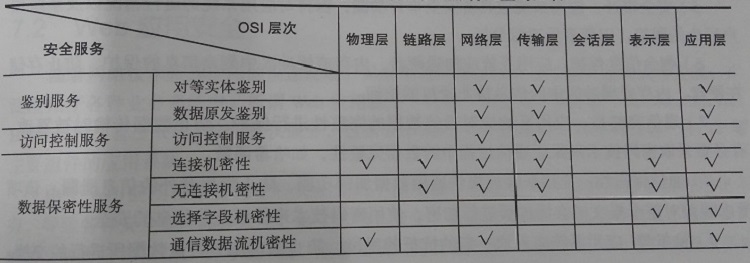 OSI 层次
安全服务
物理层 链路层 网络层 传输层 会话层 表示层 应用层
鉴别服务 对等实体鉴别 √ √ √
数据原发鉴别 √ √ √
访问控制服务 访问控制服务 √ √ √
数据保密性服务 连接机密性 √ √ √ √ √ √
无连接机密性 √ √ √ √ √
选择字段机密性 √ √
通信数据流机密性 √ √ √